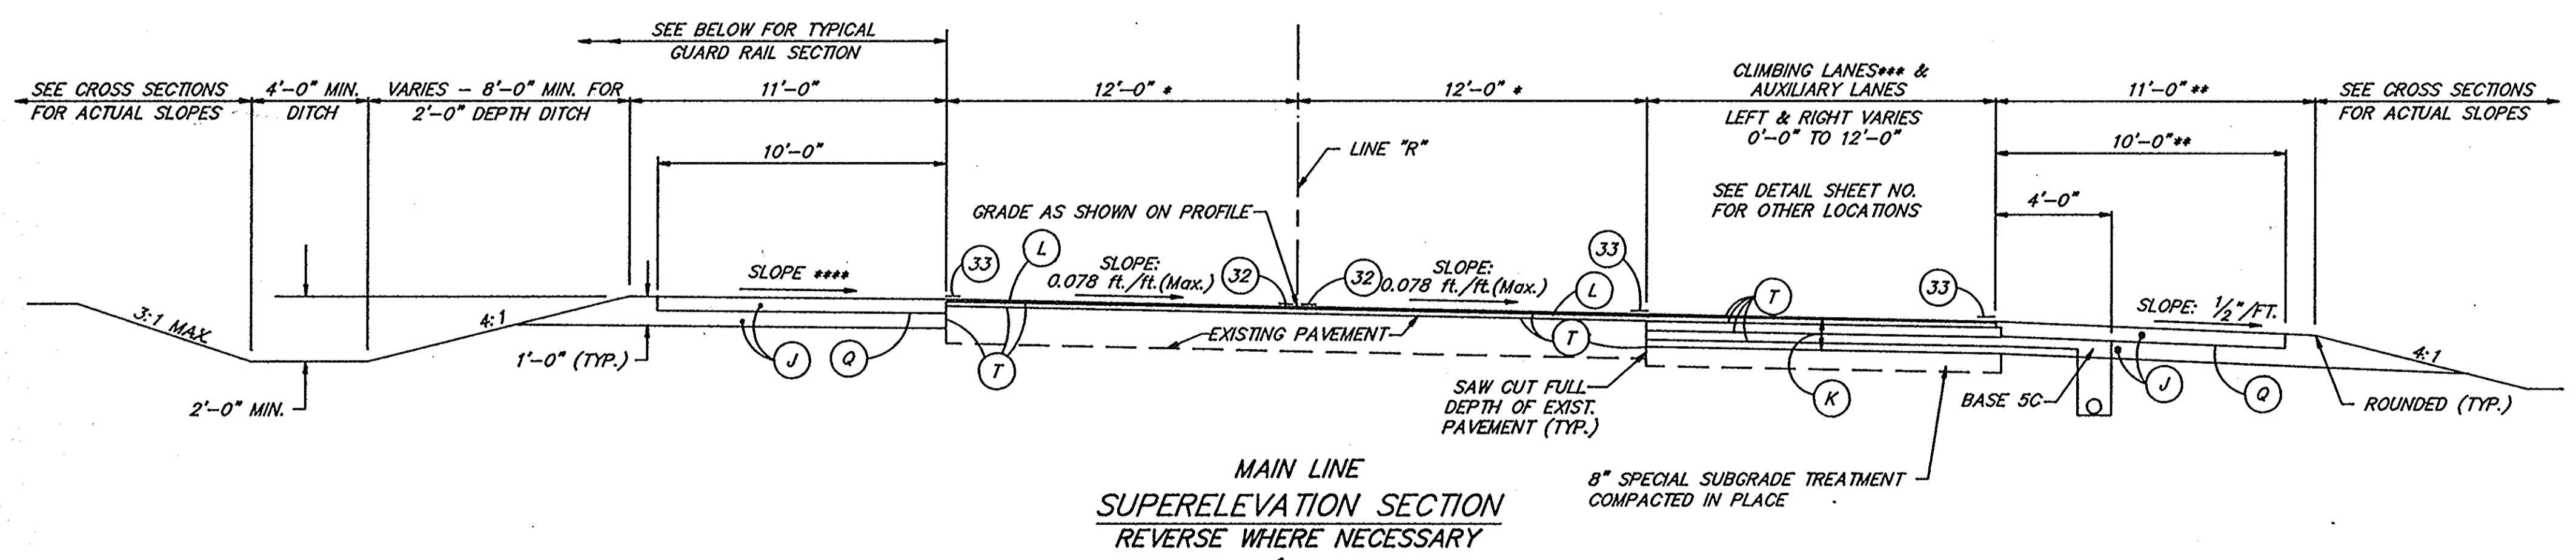 SEE BELOW FOR TYPICAL
GUARD RAIL SECTION
SEE CROSS SECTIONS
FOR ACTUAL SLOPES
4'-0" MIN.
DITCH
VARIES - 8'-0" MIN. FOR
2'-0" DEPTH DITCH
11'-0"
12'-0" *
12'-0" *
CLIMBING LANES*** &
AUXILIARY LANES
LEFT & RIGHT VARIES
0'-0" TO 12'-0"
11'-0" **
SEE CROSS SECTIONS
FOR ACTUAL SLOPES
10'-0"
LINE "R"
10'-0"**
SEE DETAIL SHEET NO.
FOR OTHER LOCATIONS
4'-0"
GRADE AS SHOWN ON PROFILE
SLOPE ****
33
L
SLOPE:
0.078 ft./ft.(Max.)
32
32
SLOPE:
0.078 ft./ft.(Max.)
33
L
T
33
SLOPE: 1/2"/FT.
3:1 MAX
4:1
1'-0" (TYP.)
J
Q
T
EXISTING PAVEMENT
T
SAW CUT FULL
DEPTH OF EXIST.
PAVEMENT (TYP.)
K
BASE 5C
J
Q
4:1
ROUNDED (TYP.)
2'-0" MIN.
8" SPECIAL SUBGRADE TREATMENT
COMPACTED IN PLACE
MAIN LINE
SUPERELEVATION SECTION
REVERSE WHERE NECESSARY